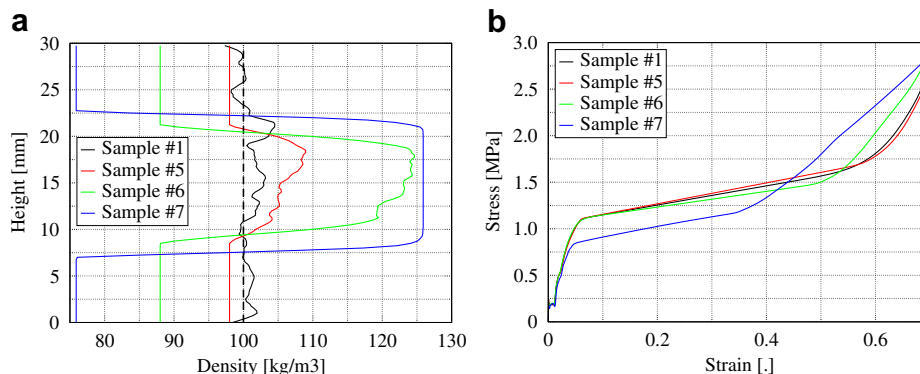 a
b
30
25
20
15
10
5
0
Height [mm]
Sample #1
Sample #5
Sample #6
Sample #7
80
90
100
110
120
130
Density [kg/m3]
3.0
2.5
2.0
1.5
1.0
0.5
0.0
Stress [MPa]
Sample #1
Sample #5
Sample #6
Sample #7
0
0.2
0.4
0.6
Strain [.]